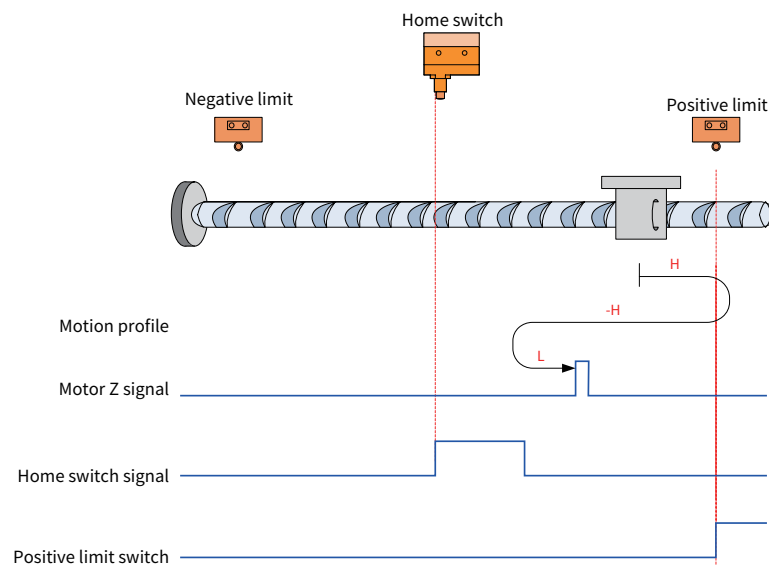 Home switch
Negative limit
Positive limit
H
-H
Motion profile
L
Motor Z signal
Home switch signal
Positive limit switch